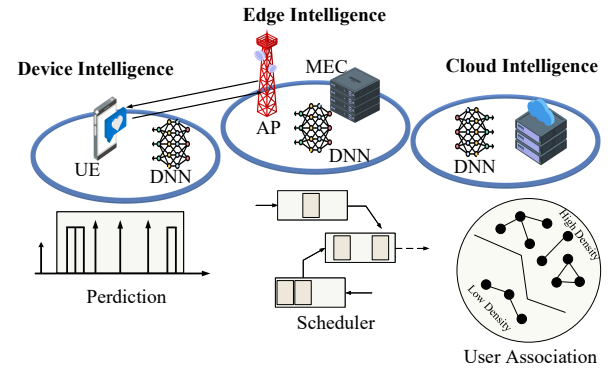 Edge Intelligence
Device Intelligence
MEC
Cloud Intelligence
AP
UE
DNN
DNN
DNN
High Density
Low Density
Perdiction
Scheduler
User Association